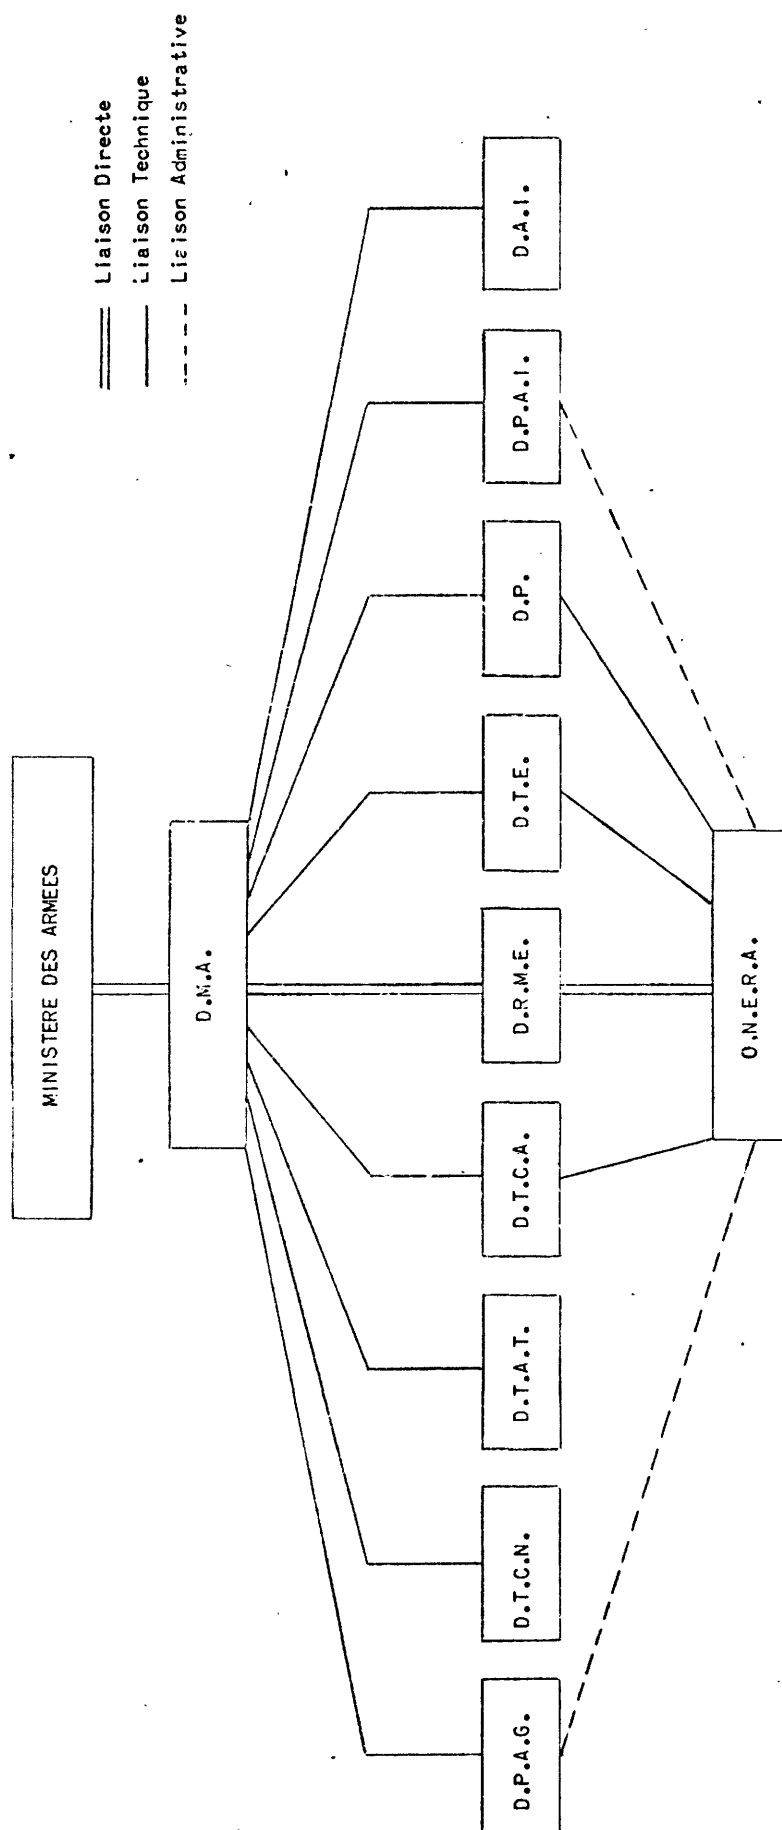 Liaison Directe
Liaison Technique
Liaison Administrative
MINISTERE DES ARMEES
D.M.A.
D.P.A.G.
D.T.C.N.
D.T.A.T.
D.T.C.A.
D.R.M.E.
D.T.E.
D.P.
D.P.A.I.
D.A.I.
O.N.E.R.A.